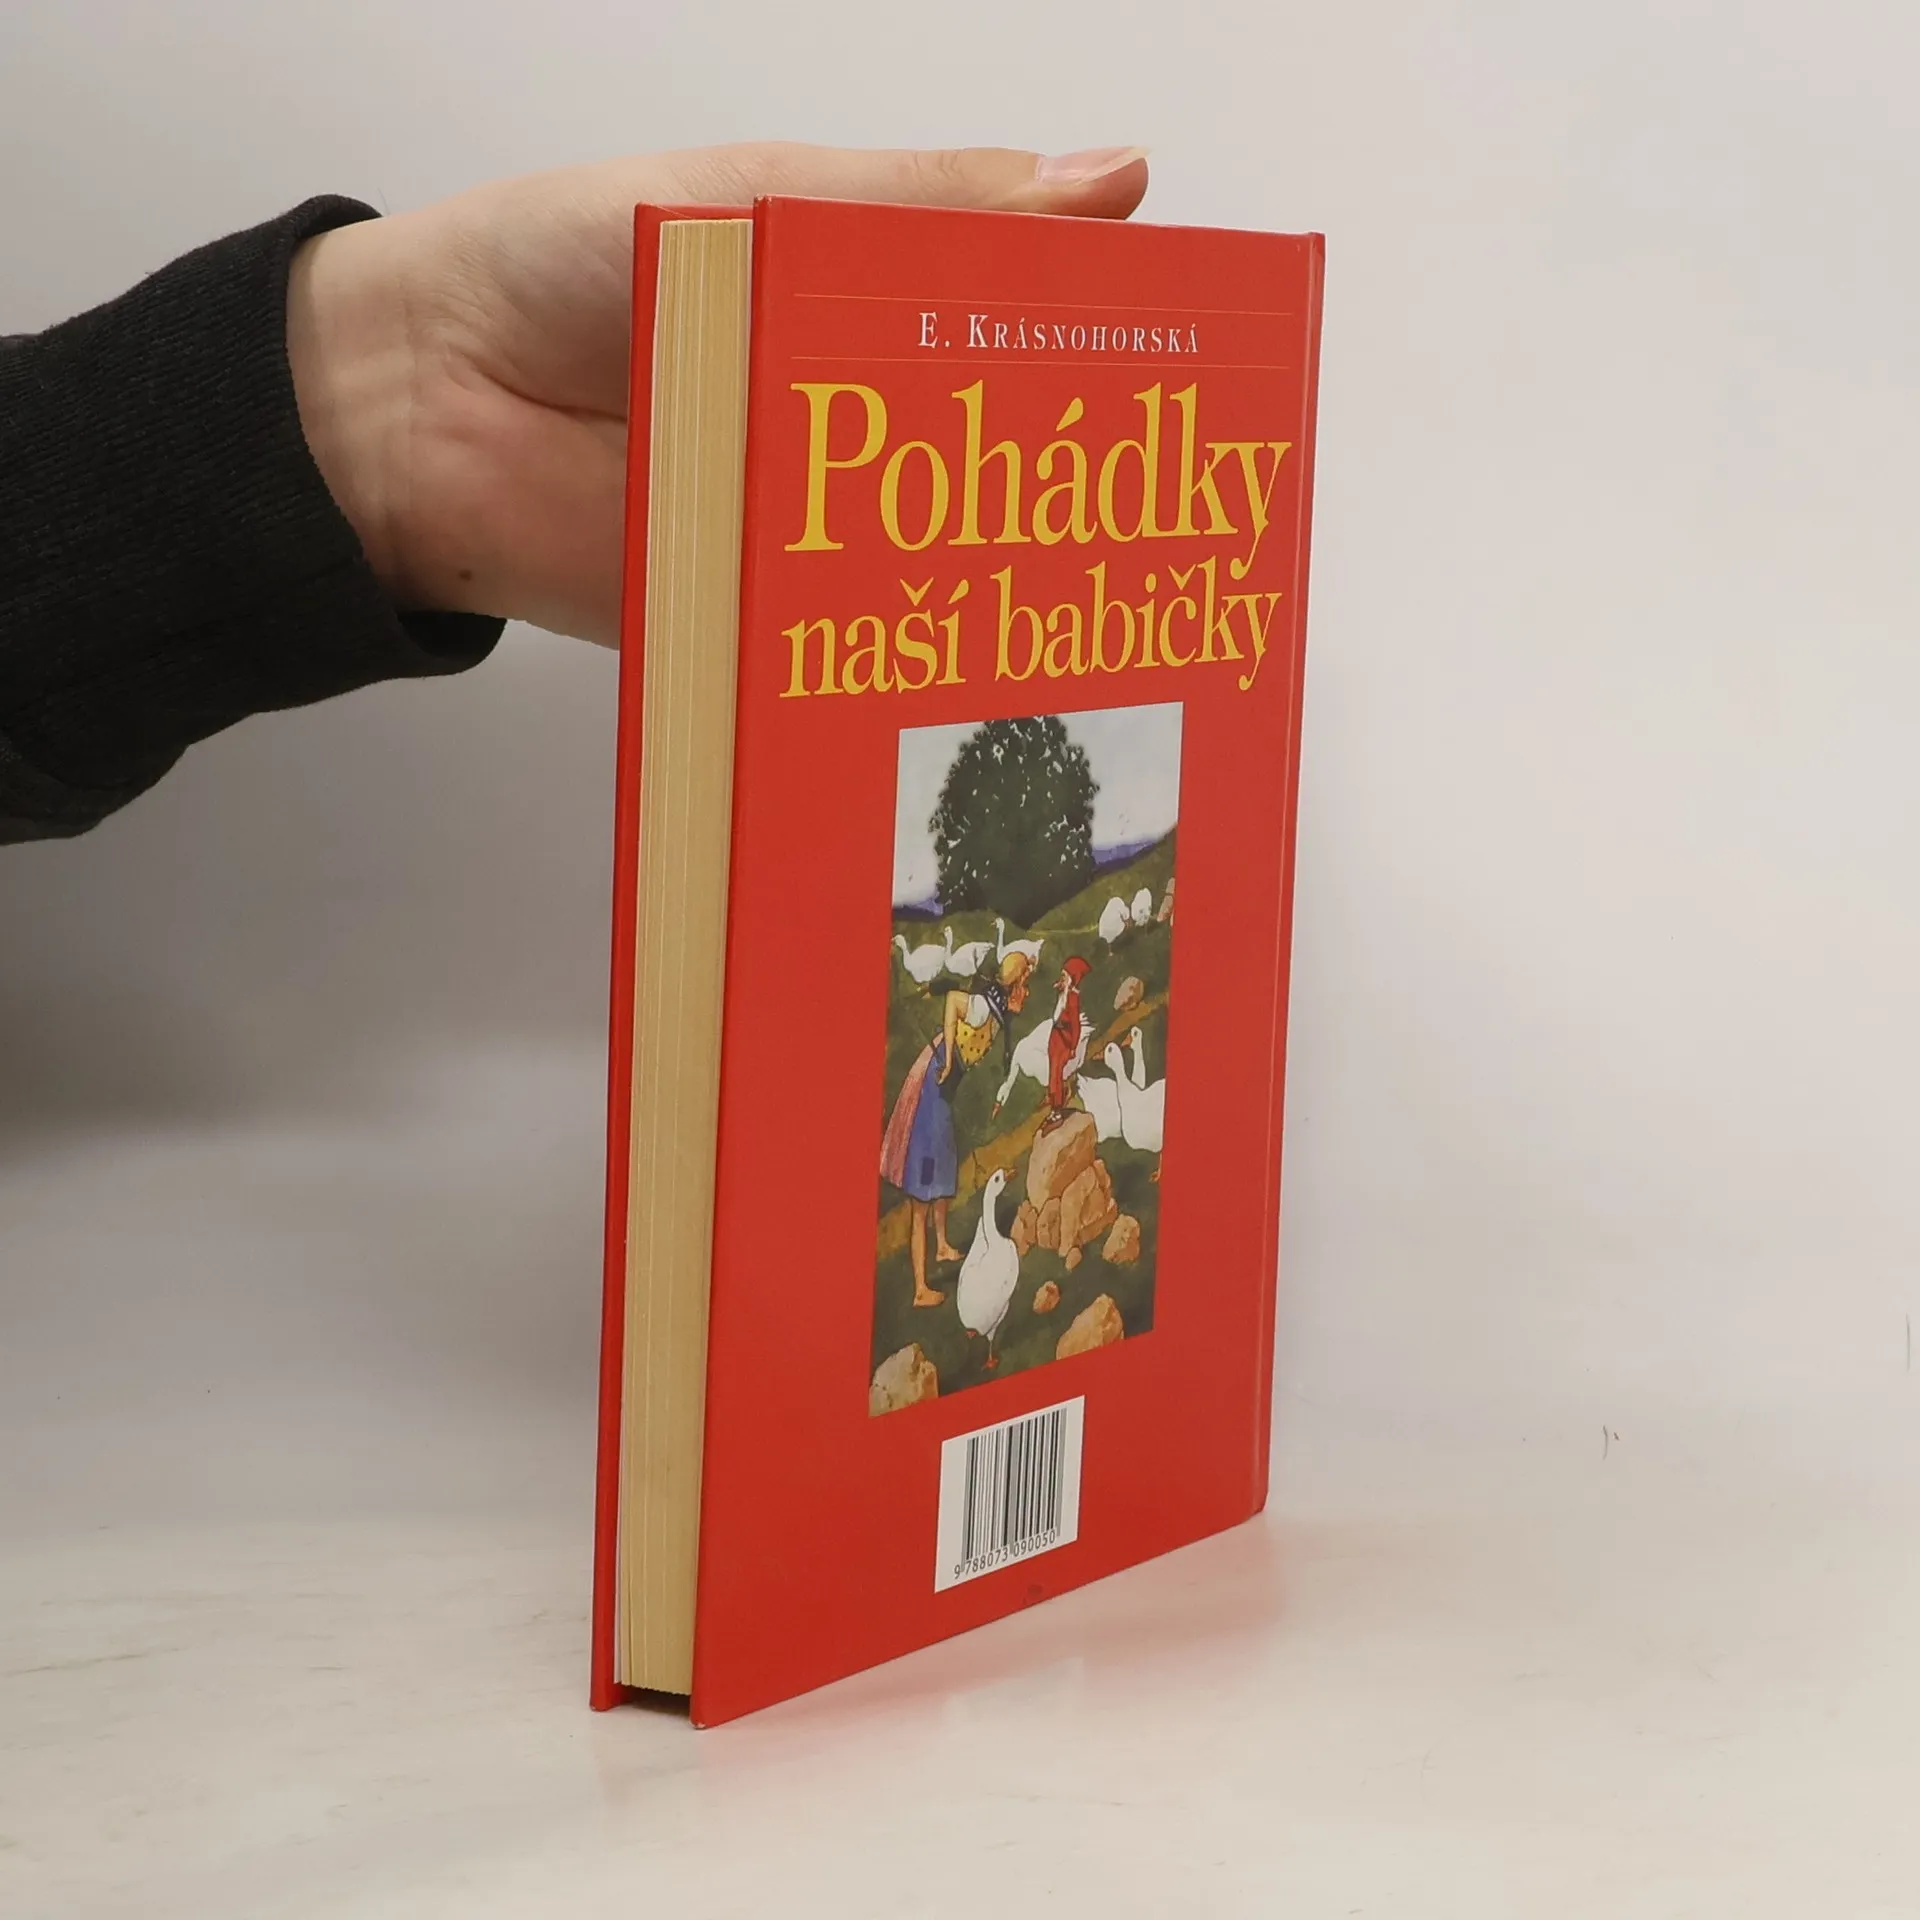 E. KRÁSNOHORSKÁ
Pohádky
naší babičky
9 788073 090050